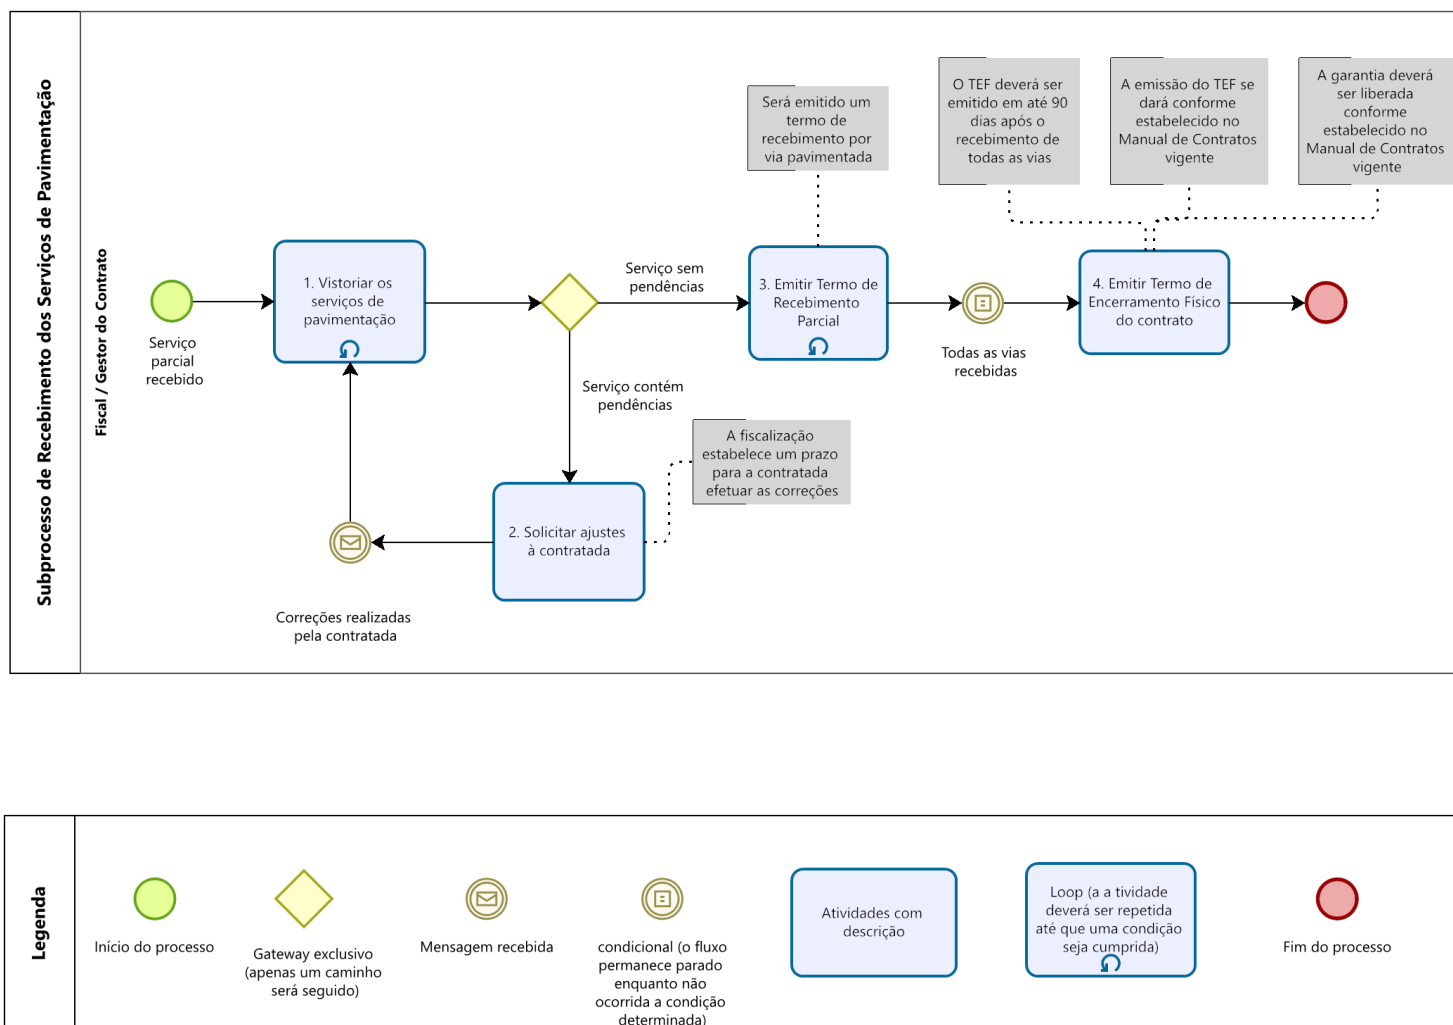 Subprocesso de Recebimento dos Serviços de Pavimentação
Fiscal / Gestor do Contrato
Serviço
parcial
recebido
1. Vistoriar os
serviços de
pavimentação
Serviço sem
pendências
Serviço contém
pendências
2. Solicitar ajustes
à contratada
A fiscalização
estabelece um prazo
para a contratada
efetuar as correções
Correções realizadas
pela contratada
Será emitido um
termo de
recebimento por
via pavimentada
3. Emitir Termo de
Recebimento
Parcial
Todas as vias
recebidas
O TEF deverá ser
emitido em até 90
dias após o
recebimento de
todas as vias
A emissão do TEF se
dará conforme
estabelecido no
Manual de Contratos
vigente
A garantia deverá
ser liberada
conforme
estabelecido no
Manual de Contratos
vigente
4. Emitir Termo de
Encerramento Físico
do contrato
Legenda
Início do processo
Gateway exclusivo
(apenas um caminho
será seguido)
Mensagem recebida
condicional (o fluxo
permanece parado
enquanto não
ocorrida a condição
determinada)
Atividades com
descrição
Loop (a a tividade
deverá ser repetida
até que uma condição
seja cumprida)
Fim do processo